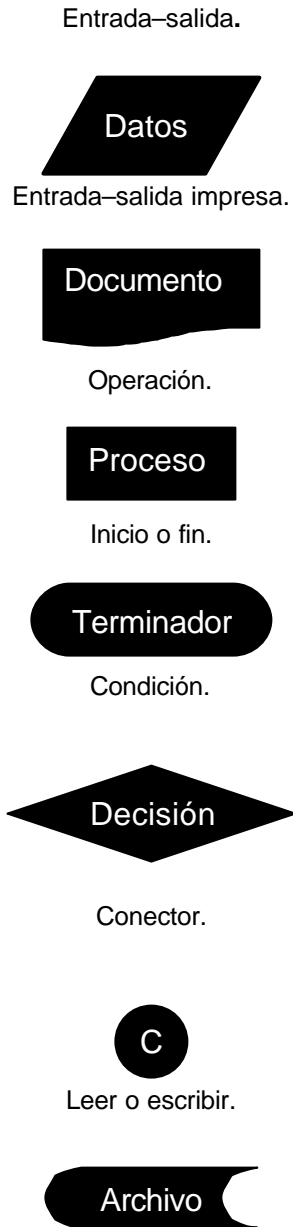 Entrada–salida.
Datos
Entrada–salida impresa.
Documento
Operación.
Proceso
Inicio o fin.
Terminador
Condición.
Decisión
Conector.
C
Leer o escribir.
Archivo